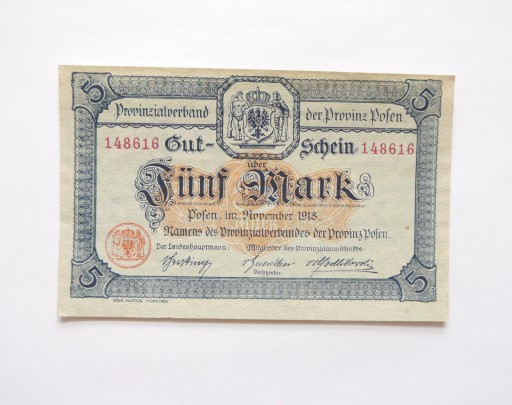 5 5
Provinzialverband der Provinz Posen.
148616 Gut- Schein 148616
über
Fünf Mark
Posen, im November 1918.
Namens des Provinzialverbandes der Provinz Posen.
Der Landeshauptmann: Mitglieder des Provinzialausschusses
Vorsitzender.
5 5